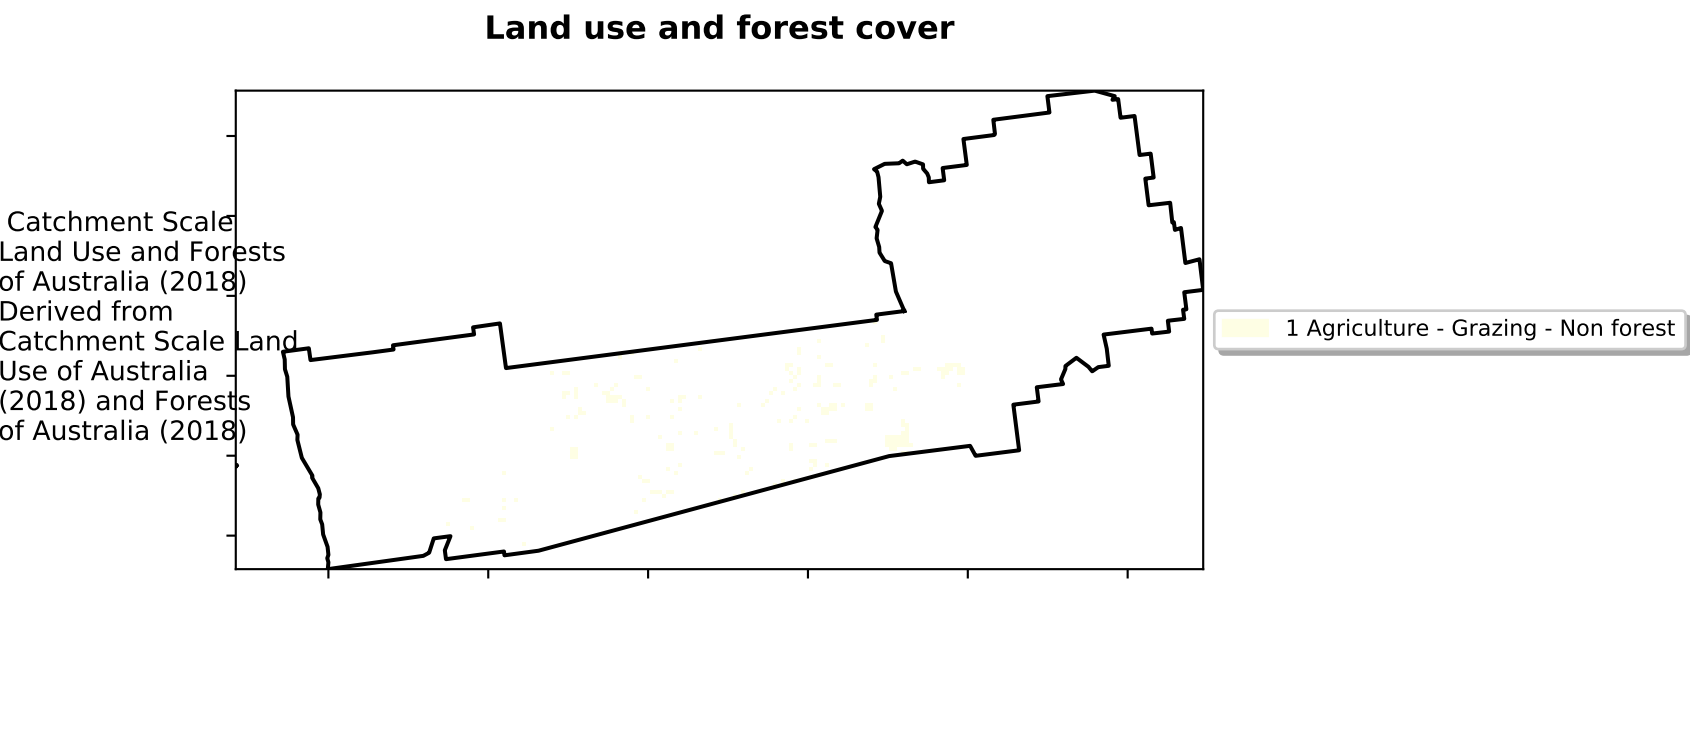 Land use and forest cover
Catchment Scale
Land Use and Forests
of Australia (2018)
Derived from
Catchment Scale Land
Use of Australia
(2018) and Forests
of Australia (2018)
1 Agriculture - Grazing - Non forest